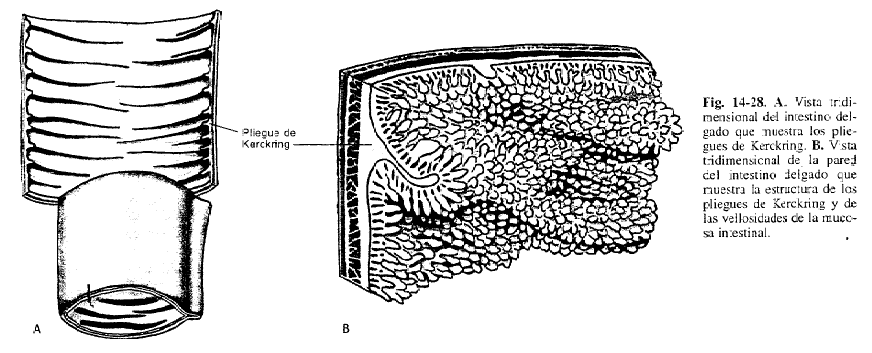 Pliegue de
Kerckring
A
B
Fig. 14-28. A. Vista tridi-
mensional del intestino del-
gado que muestra los plie-
gues de Kerckring. B. Vista
tridimensional de la pared
del intestino delgado que
muestra la estructura de los
pliegues de Kerckring y de
las vellosidades de la muco-
sa intestinal.